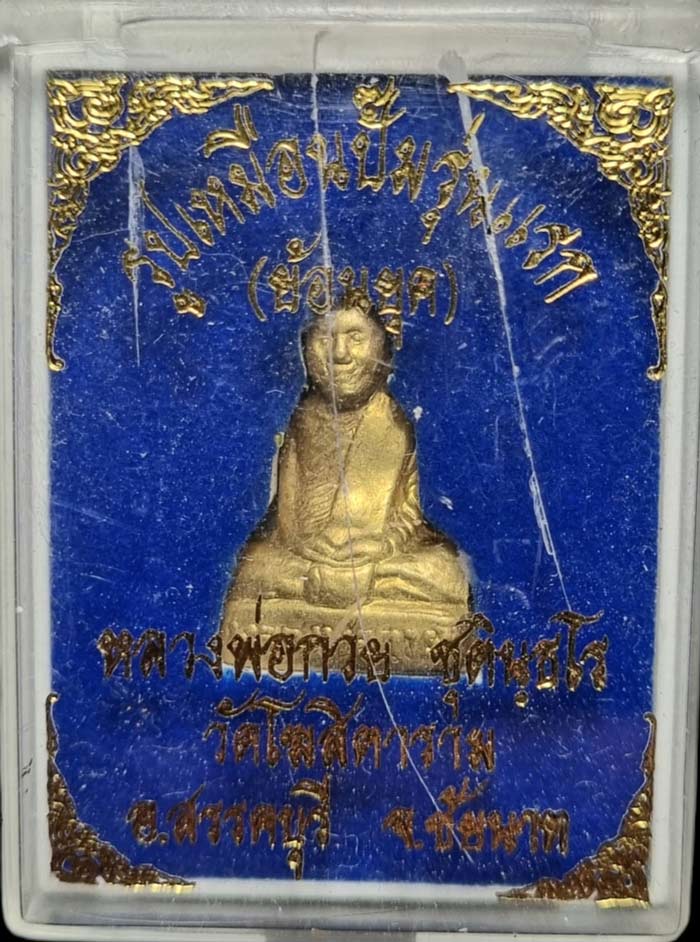 รูปเหมือนปั๊มรุ่นแรก
(ย้อนยุค)
หลวงพ่อกวย ชุตินฺธโร
วัดโฆสิตาราม
อ.สรรคบุรี จ.ชัยนาท